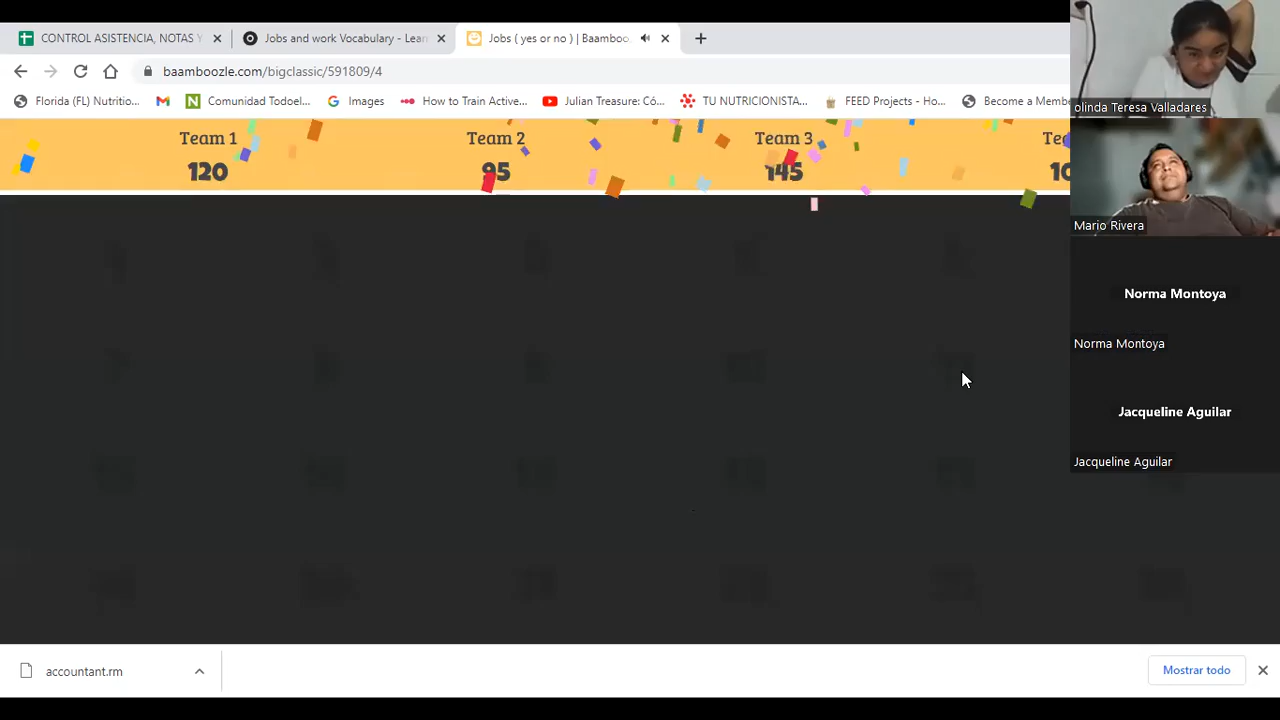 CONTROL ASISTENCIA, NOTAS Y
Jobs and work Vocabulary - Lear
Jobs ( yes or no ) | Baamboo
baamboozle.com/bigclassic/591809/4
Florida (FL) Nutritio...
Comunidad Todoel...
Images
How to Train Active...
Julian Treasure: Có...
TU NUTRICIONISTA...
FEED Projects - Ho...
Become a Membe
Team 1
Team 2
Team 3
120
95
145
olinda Teresa Valladares
Mario Rivera
Norma Montoya
Norma Montoya
Jacqueline Aguilar
Jacqueline Aguilar
accountant.rm
Mostrar todo